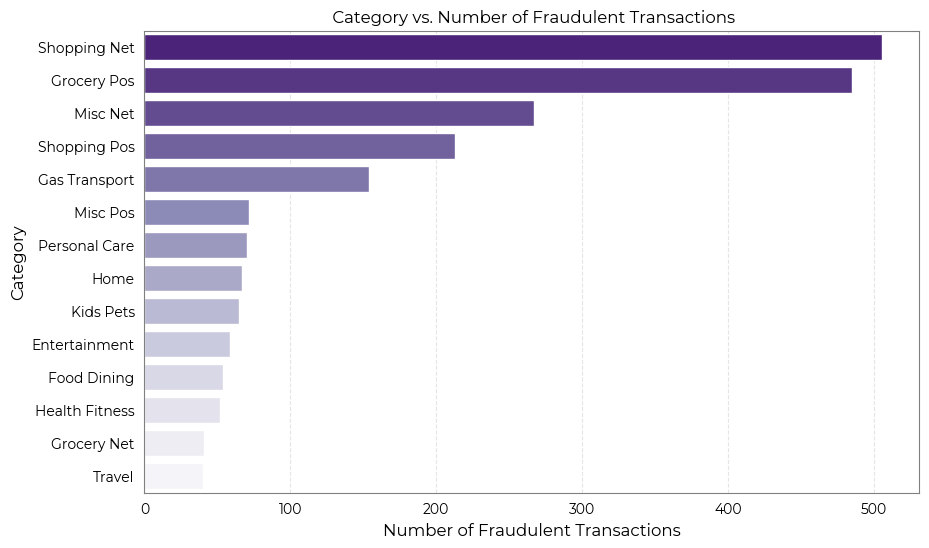 Category vs. Number of Fraudulent Transactions
Shopping Net
Grocery Pos
Misc Net
Shopping Pos
Gas Transport
Misc Pos
Personal Care
Home
Kids Pets
Entertainment
Food Dining
Health Fitness
Grocery Net
Travel
Category
0 100 200 300 400 500
Number of Fraudulent Transactions